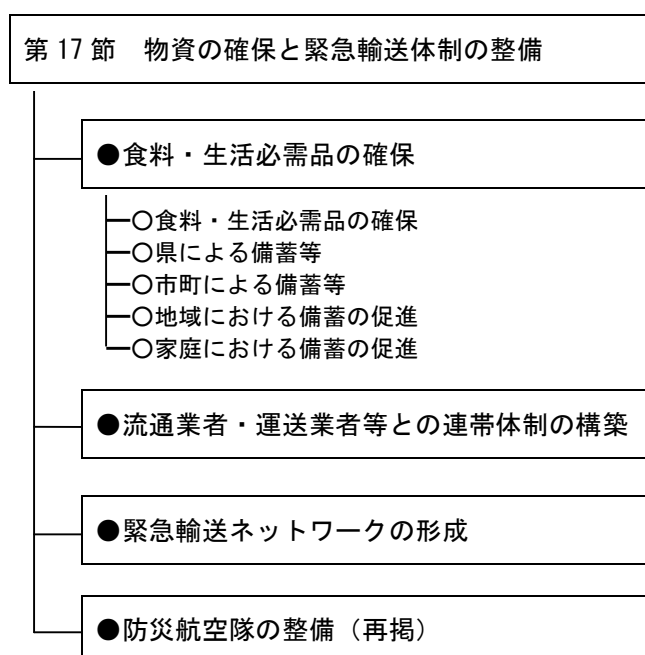 第 17 節　物資の確保と緊急輸送体制の整備
●食料・生活必需品の確保
○食料・生活必需品の確保
○県による備蓄等
○市町による備蓄等
○地域における備蓄の促進
○家庭における備蓄の促進
●流通業者・運送業者等との連帯体制の構築
●緊急輸送ネットワークの形成
●防災航空隊の整備（再掲）